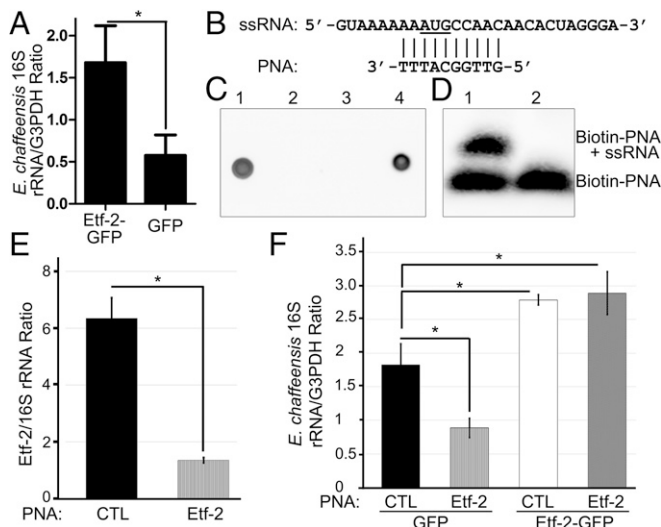 A
E. chaffeensis 16S
rRNA/G3PDH Ratio
2.0
1.5
1.0
0.5
0.0
*
Etf-2-
GFP
GFP
B
ssRNA: 5’-GUAAAAAAAUGCCAACAACACUAGGGA-3’
PNA: 3’-TTTACGGTTG-5’
C
1 2 3 4
D
1 2
Biotin-PNA
+ ssRNA
Biotin-PNA
E
Etf-2/16S rRNA Ratio
8
6
4
2
0
*
PNA: CTL Etf-2
F
E. chaffeensis 16S
rRNA/G3PDH Ratio
3.5
3.0
2.5
2.0
1.5
1.0
0.5
0
*
*
*
PNA: CTL Etf-2 CTL Etf-2
GFP Etf-2-GFP